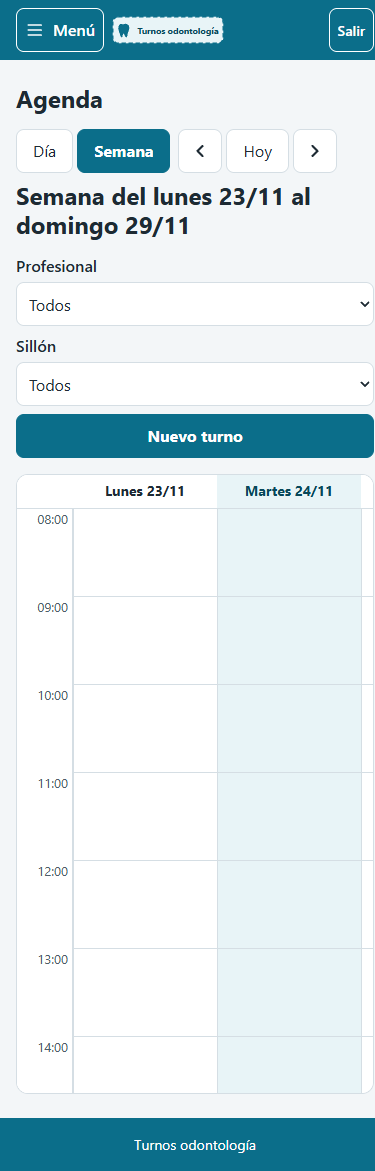 Menú
Turnos odontología
Salir
Agenda
Día
Semana
Hoy
Semana del lunes 23/11 al
domingo 29/11
Profesional
Todos
Sillón
Todos
Nuevo turno
Lunes 23/11
Martes 24/11
08:00
09:00
10:00
11:00
12:00
13:00
14:00
Turnos odontología